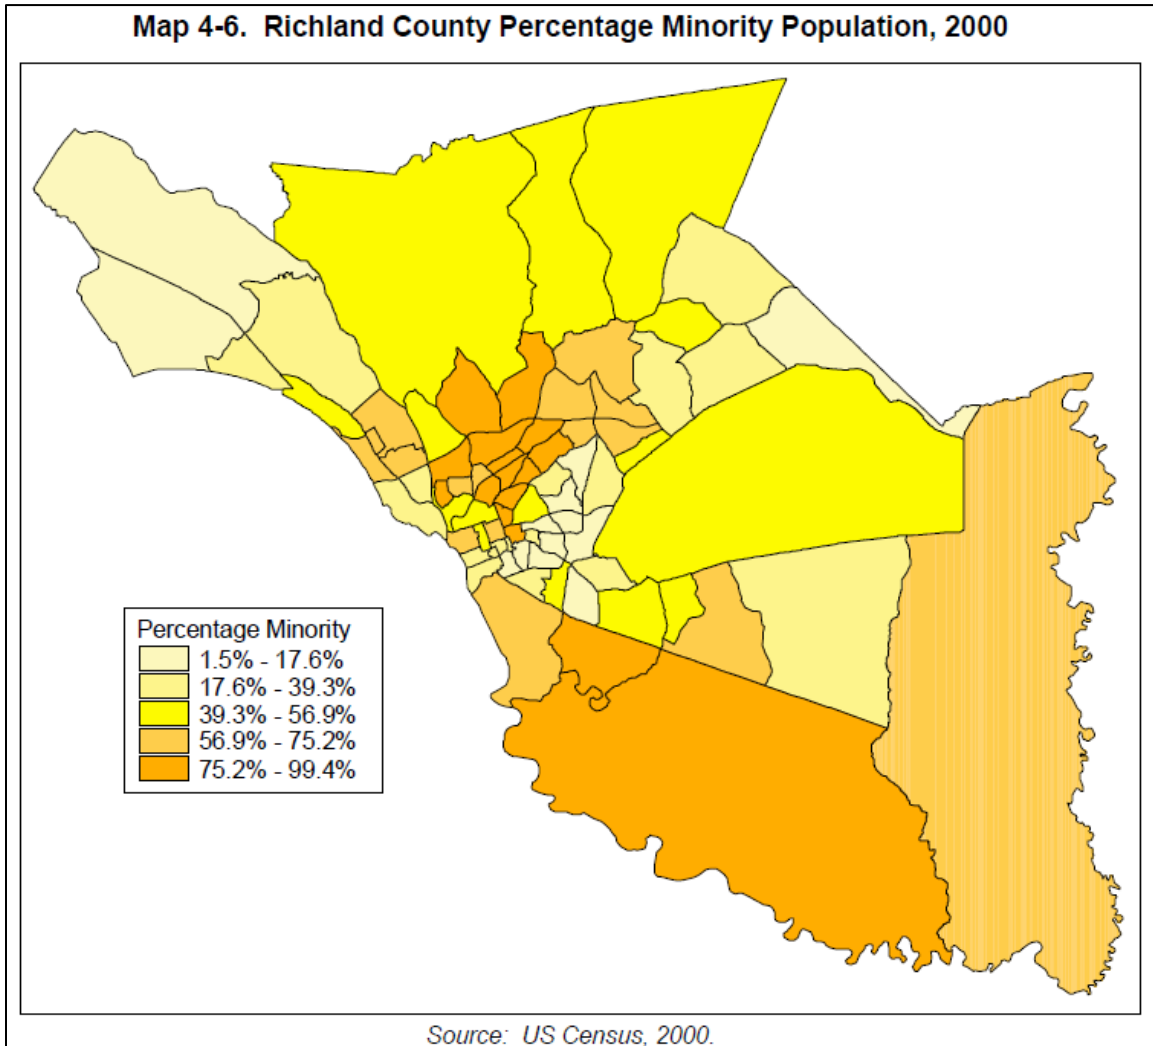 Map 4-6. Richland County Percentage Minority Population, 2000
Percentage Minority
1.5% - 17.6%
17.6% - 39.3%
39.3% - 56.9%
56.9% - 75.2%
75.2% - 99.4%
Source: US Census, 2000.